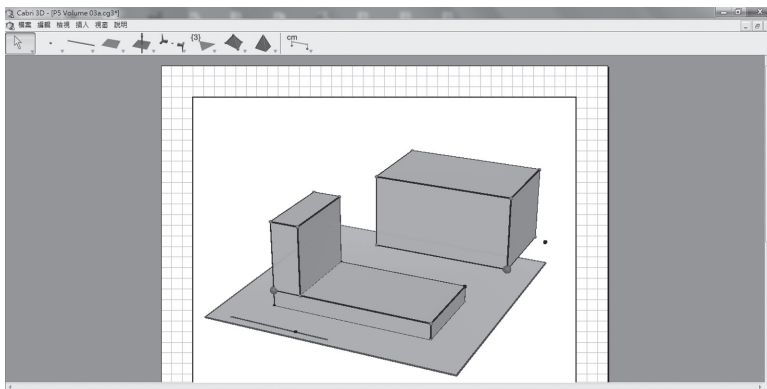 Cabri 3D - [P5 Volume 03a.cg3*]
檔案 編輯 檢視 插入 視窗 說明
{3}
cm